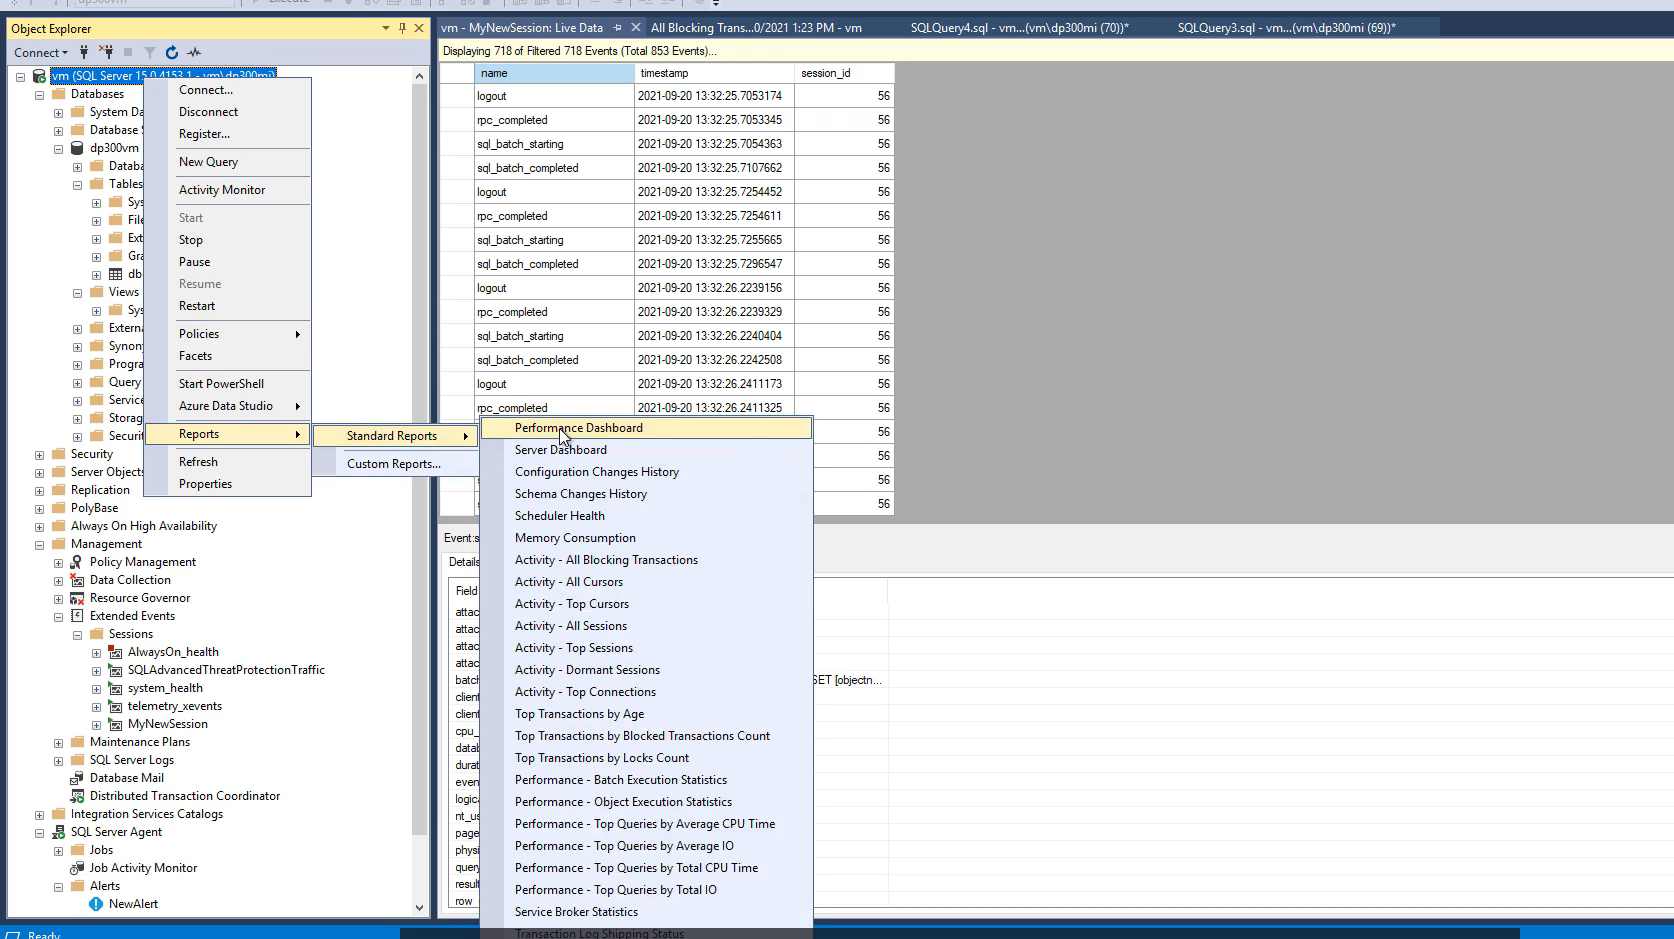 dp300vm
Execute
Object Explorer
Connect
vm (SQL Server 15.0.4153.1 - vm\dp300mi)
Databases
System Da
Database S
dp300vm
Databa
Tables
Sys
File
Ext
Gra
db
Views
Sys
Externa
Synony
Progra
Query
Service
Storag
Securi
Security
Server Objects
Replication
PolyBase
Always On High Availability
Management
Policy Management
Data Collection
Resource Governor
Extended Events
Sessions
AlwaysOn_health
SQLAdvancedThreatProtectionTraffic
system_health
telemetry_xevents
MyNewSession
Maintenance Plans
SQL Server Logs
Database Mail
Distributed Transaction Coordinator
Integration Services Catalogs
SQL Server Agent
Jobs
Job Activity Monitor
Alerts
NewAlert
Connect...
Disconnect
Register...
New Query
Activity Monitor
Start
Stop
Pause
Resume
Restart
Policies
Facets
Start PowerShell
Azure Data Studio
Reports
Refresh
Properties
Standard Reports
Custom Reports...
Performance Dashboard
Server Dashboard
Configuration Changes History
Schema Changes History
Scheduler Health
Memory Consumption
Activity - All Blocking Transactions
Activity - All Cursors
Activity - Top Cursors
Activity - All Sessions
Activity - Top Sessions
Activity - Dormant Sessions
Activity - Top Connections
Top Transactions by Age
Top Transactions by Blocked Transactions Count
Top Transactions by Locks Count
Performance - Batch Execution Statistics
Performance - Object Execution Statistics
Performance - Top Queries by Average CPU Time
Performance - Top Queries by Average IO
Performance - Top Queries by Total CPU Time
Performance - Top Queries by Total IO
Service Broker Statistics
Transaction Log Shipping Status
vm - MyNewSession: Live Data All Blocking Trans...0/2021 1:23 PM - vm SQLQuery4.sql - vm...(vm\dp300mi (70))* SQLQuery3.sql - vm...(vm\dp300mi (69))*
Displaying 718 of Filtered 718 Events (Total 853 Events)...
name timestamp session_id
logout 2021-09-20 13:32:25.7053174 56
rpc_completed 2021-09-20 13:32:25.7053345 56
sql_batch_starting 2021-09-20 13:32:25.7054363 56
sql_batch_completed 2021-09-20 13:32:25.7107662 56
logout 2021-09-20 13:32:25.7254452 56
rpc_completed 2021-09-20 13:32:25.7254611 56
sql_batch_starting 2021-09-20 13:32:25.7255665 56
sql_batch_completed 2021-09-20 13:32:25.7296547 56
logout 2021-09-20 13:32:26.2239156 56
rpc_completed 2021-09-20 13:32:26.2239329 56
sql_batch_starting 2021-09-20 13:32:26.2240404 56
sql_batch_completed 2021-09-20 13:32:26.2242508 56
logout 2021-09-20 13:32:26.2411173 56
rpc_completed 2021-09-20 13:32:26.2411325 56
56
56
56
56
Event:s
Details
Field
attac
attac
attac
attac
batc SET [objectn...
client
client
cpu_
datab
durat
even
logic
nt_us
page
physi
query
result
row_
Ready